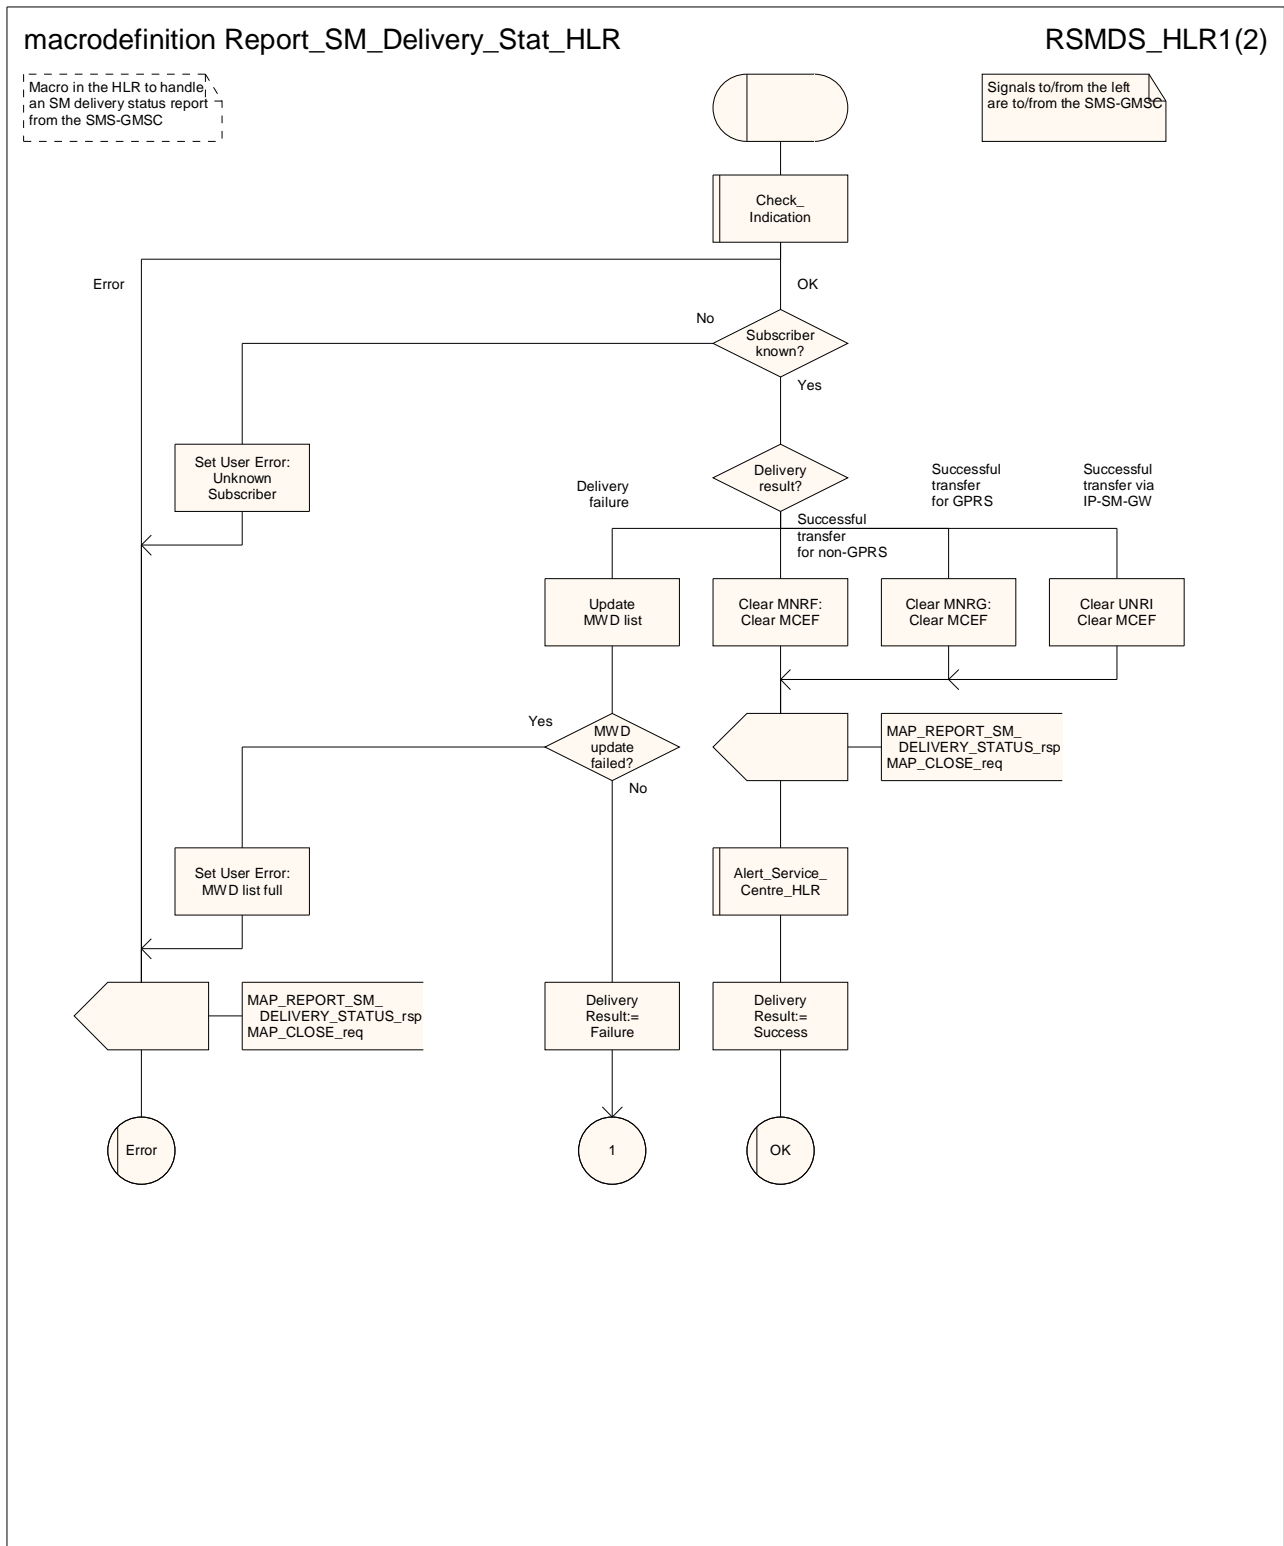 macrodefinition Report_SM_Delivery_Stat_HLR
RSMDS_HLR1(2)
Macro in the HLR to handle
an SM delivery status report
from the SMS-GMSC
Signals to/from the left
are to/from the SMS-GMSC
Check_
Indication
Error
OK
No
Subscriber
known?
Yes
Set User Error:
Unknown
Subscriber
Delivery
result?
Delivery
failure
Successful
transfer
for non-GPRS
Successful
transfer
for GPRS
Successful
transfer via
IP-SM-GW
Update
MWD list
Clear MNRF:
Clear MCEF
Clear MNRG:
Clear MCEF
Clear UNRI
Clear MCEF
Yes
MWD
update
failed?
No
MAP_REPORT_SM_
DELIVERY_STATUS_rsp
MAP_CLOSE_req
Set User Error:
MWD list full
Alert_Service_
Centre_HLR
MAP_REPORT_SM_
DELIVERY_STATUS_rsp
MAP_CLOSE_req
Delivery
Result:=
Failure
Delivery
Result:=
Success
Error
1
OK